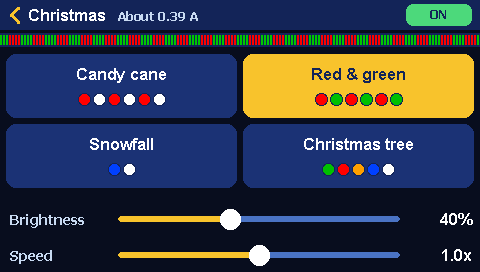 Christmas About 0.39 A ON
Candy cane
Red & green
Snowfall
Christmas tree
Brightness 40%
Speed 1.0x